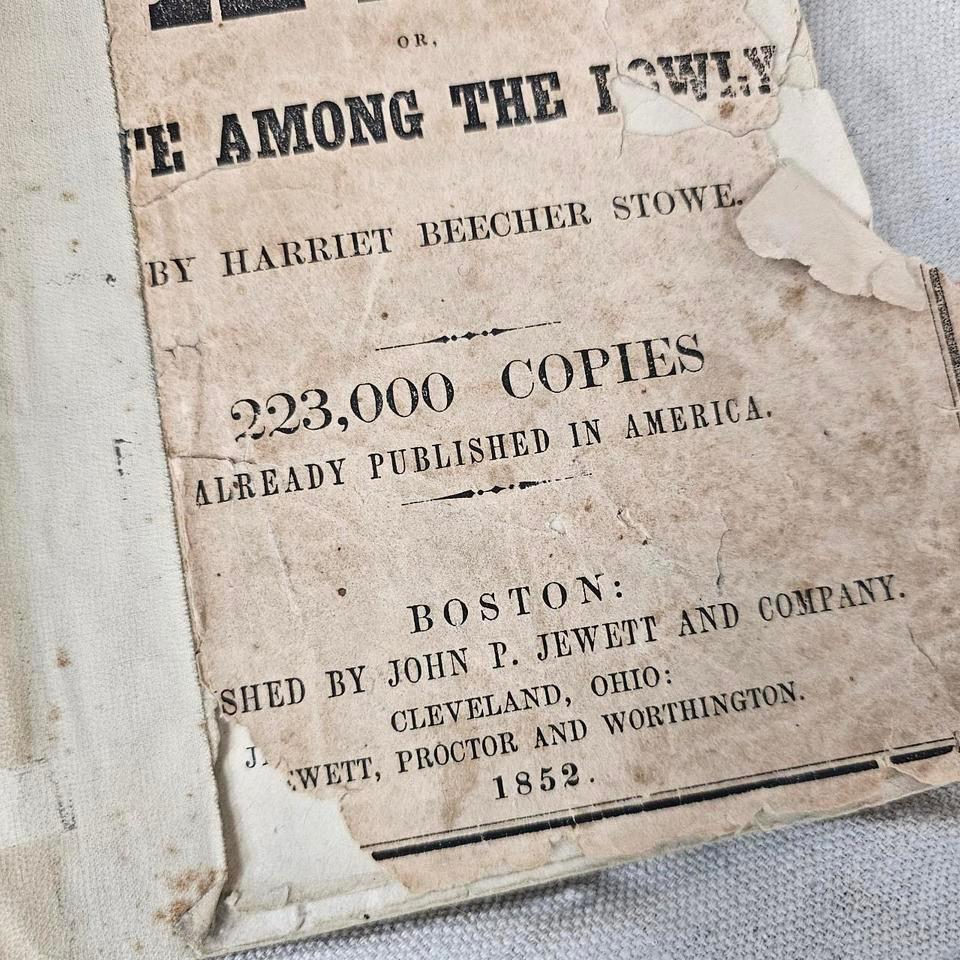 OR,
'E AMONG THE LOWLY
BY HARRIET BEECHER STOWE.
223,000 COPIES
ALREADY PUBLISHED IN AMERICA.
BOSTON:
SHED BY JOHN P. JEWETT AND COMPANY.
CLEVELAND, OHIO:
J EWETT, PROCTOR AND WORTHINGTON.
1852.